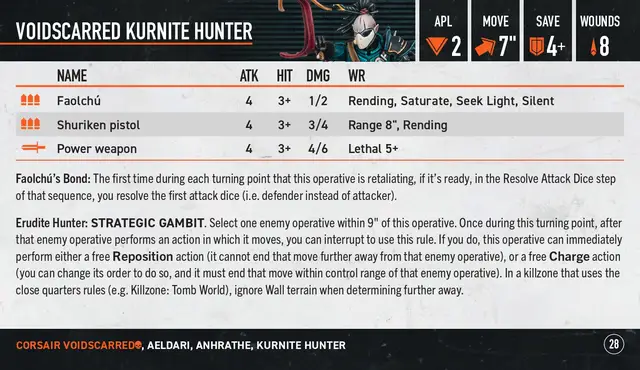 VOIDSCARRED KURNITE HUNTER
APL
2
MOVE
7"
SAVE
4+
WOUNDS
8
NAME ATK HIT DMG WR
Faolchú 4 3+ 1/2 Rending, Saturate, Seek Light, Silent
Shuriken pistol 4 3+ 3/4 Range 8", Rending
Power weapon 4 3+ 4/6 Lethal 5+
Faolchú's Bond: The first time during each turning point that this operative is retaliating, if it's ready, in the Resolve Attack Dice step
of that sequence, you resolve the first attack dice (i.e. defender instead of attacker).
Erudite Hunter: STRATEGIC GAMBIT. Select one enemy operative within 9" of this operative. Once during this turning point, after
that enemy operative performs an action in which it moves, you can interrupt to use this rule. If you do, this operative can immediately
perform either a free Reposition action (it cannot end that move further away from that enemy operative), or a free Charge action
(you can change its order to do so, and it must end that move within control range of that enemy operative). In a killzone that uses the
close quarters rules (e.g. Killzone: Tomb World), ignore Wall terrain when determining further away.
CORSAIR VOIDSCARRED, AELDARI, ANHRATHE, KURNITE HUNTER
28